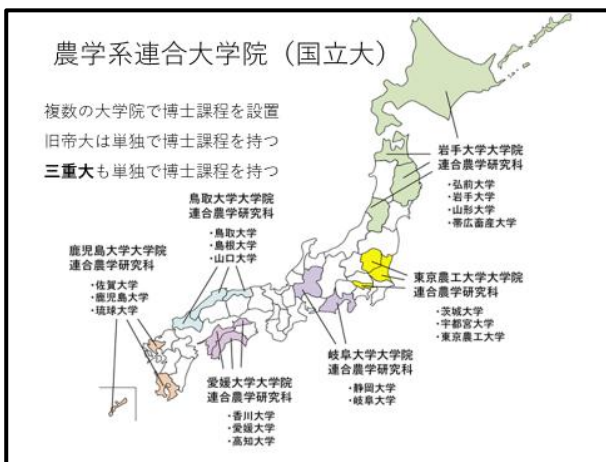 農学系連合大学院（国立大）
複数の大学院で博士課程を設置
旧帝大は単独で博士課程を持つ
三重大も単独で博士課程を持つ
岩手大学大学院
連合農学研究科
・弘前大学
・岩手大学
・山形大学
・帯広畜産大学
鳥取大学大学院
連合農学研究科
・鳥取大学
・島根大学
・山口大学
鹿児島大学大学院
連合農学研究科
・佐賀大学
・鹿児島大学
・琉球大学
東京農工大学大学院
連合農学研究科
・茨城大学
・宇都宮大学
・東京農工大学
岐阜大学大学院
連合農学研究科
・静岡大学
・岐阜大学
愛媛大学大学院
連合農学研究科
・香川大学
・愛媛大学
・高知大学